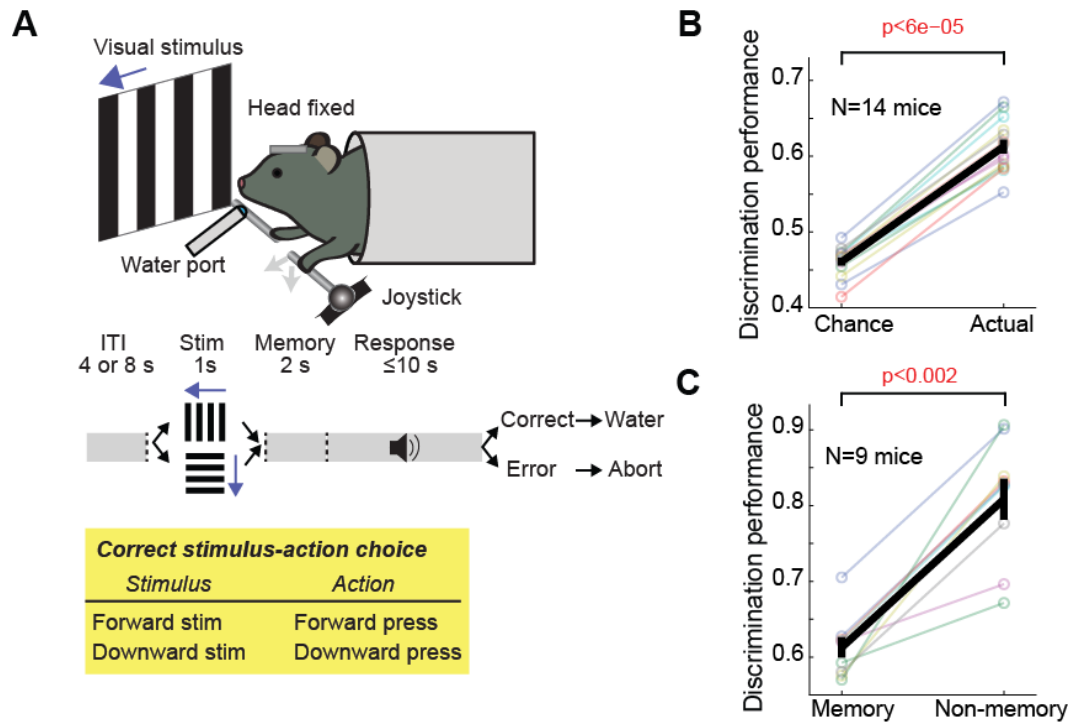 A
Visual stimulus
Head fixed
Water port
Joystick
ITI Stim Memory Response
4 or 8 s 1s 2 s ≤10 s
Correct Water
Error Abort
Correct stimulus-action choice
Stimulus Action
Forward stim Forward press
Downward stim Downward press
B
p<6e−05
N=14 mice
Discrimination performance
0.7
0.6
0.5
0.4
Chance Actual
C
p<0.002
N=9 mice
Discrimination performance
0.9
0.8
0.7
0.6
Memory Non-memory